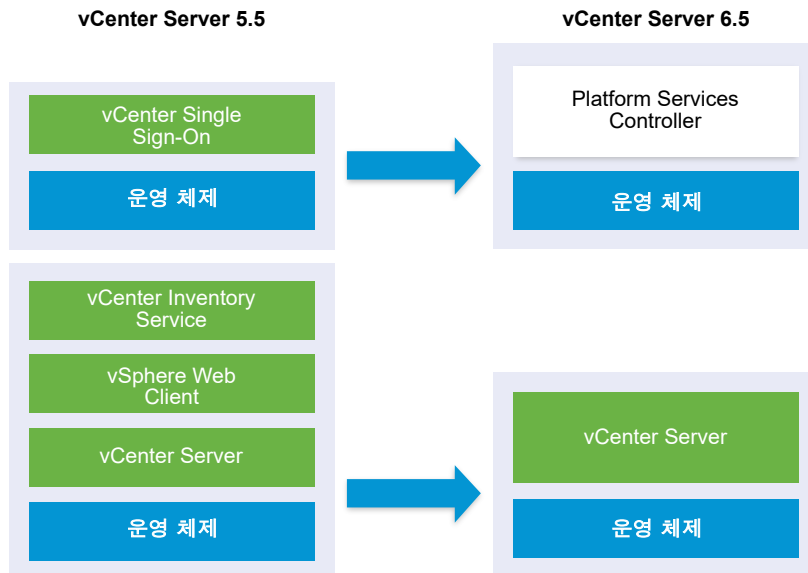 vCenter Server 5.5
vCenter Server 6.5
vCenter Single
Sign-On
운영 체제
Platform Services
Controller
운영 체제
vCenter Inventory
Service
vSphere Web
Client
vCenter Server
운영 체제
vCenter Server
운영 체제